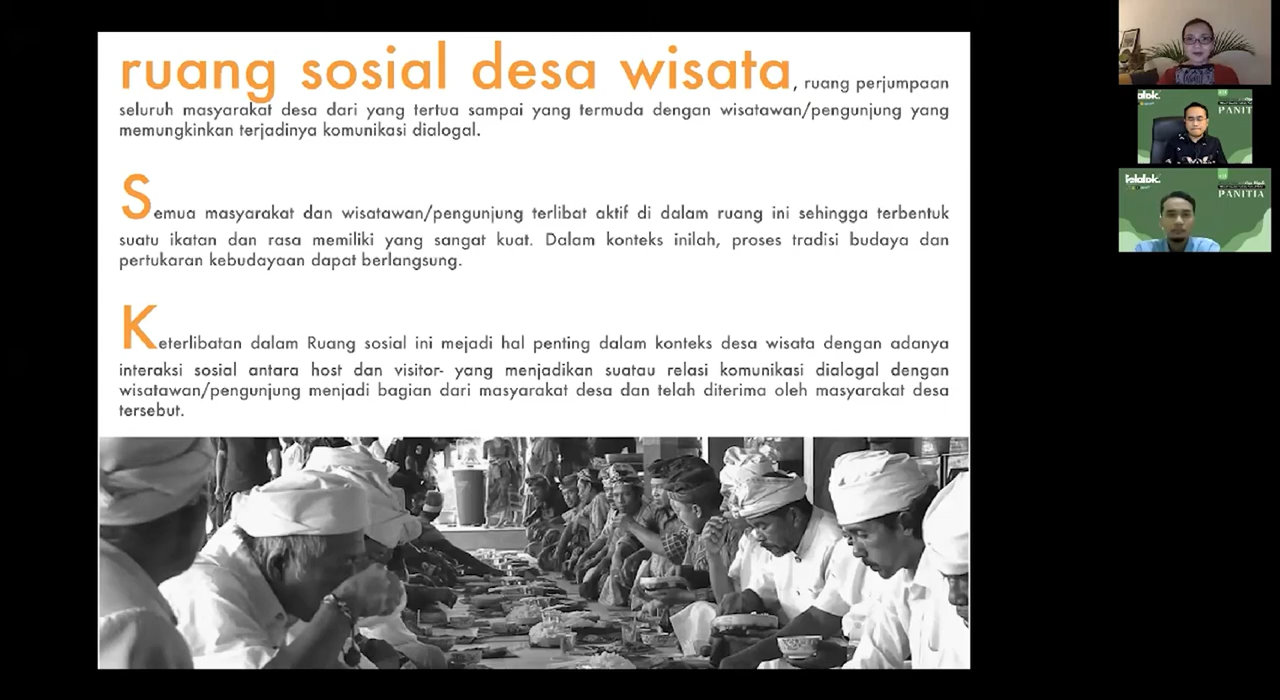 ruang sosial desa wisata, ruang perjumpaan
seluruh masyarakat desa dari yang tertua sampai yang termuda dengan wisatawan/pengunjung yang
memungkinkan terjadinya komunikasi dialogal.
Semua masyarakat dan wisatawan/pengunjung terlibat aktif di dalam ruang ini sehingga terbentuk
suatu ikatan dan rasa memiliki yang sangat kuat. Dalam konteks inilah, proses tradisi budaya dan
pertukaran kebudayaan dapat berlangsung.
Keterlibatan dalam Ruang sosial ini mejadi hal penting dalam konteks desa wisata dengan adanya
interaksi sosial antara host dan visitor- yang menjadikan suatau relasi komunikasi dialogal dengan
wisatawan/pengunjung menjadi bagian dari masyarakat desa dan telah diterima oleh masyarakat desa
tersebut.
PANIT
PANITIA